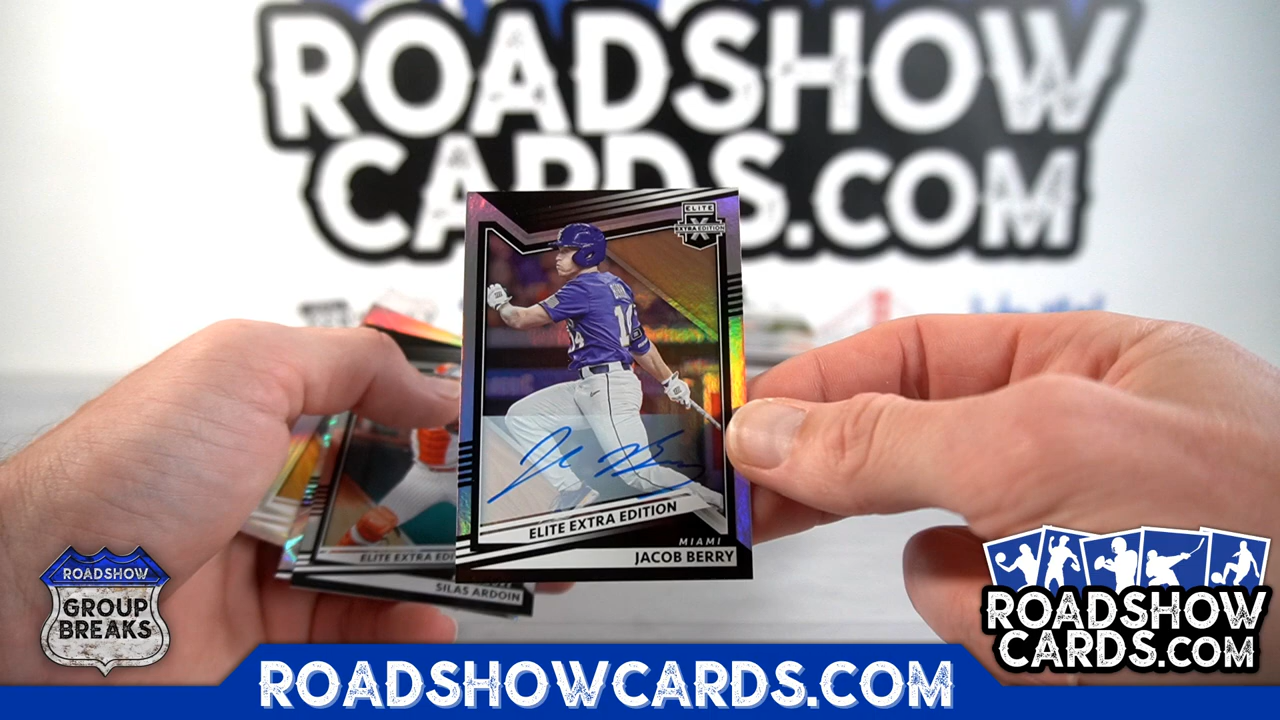 ROADSHOW
CARDS.COM
ELITE
X
EXTRA EDITION
14
ELITE EXTRA EDITION
MIAMI
JACOB BERRY
ELITE EXTRA EDI
SILAS ARDOIN
ROADSHOW
GROUP
BREAKS
ROADSHOW
CARDS.COM
ROADSHOWCARDS.COM